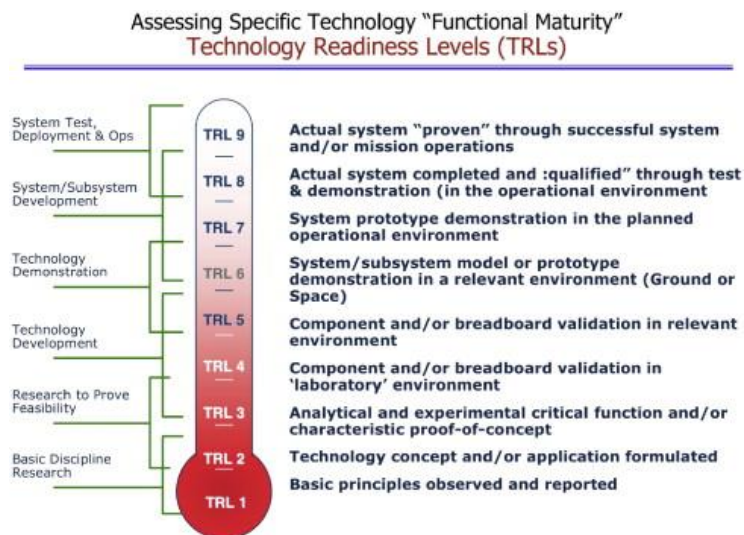 Assessing Specific Technology “Functional Maturity”
Technology Readiness Levels (TRLs)
System Test,
Deployment & Ops
System/Subsystem
Development
Technology
Demonstration
Technology
Development
Research to Prove
Feasibility
Basic Discipline
Research
TRL 9
TRL 8
TRL 7
TRL 6
TRL 5
TRL 4
TRL 3
TRL 2
TRL 1
Actual system “proven” through successful system
and/or mission operations
Actual system completed and :qualified” through test
& demonstration (in the operational environment
System prototype demonstration in the planned
operational environment
System/subsystem model or prototype
demonstration in a relevant environment (Ground or
Space)
Component and/or breadboard validation in relevant
environment
Component and/or breadboard validation in
‘laboratory’ environment
Analytical and experimental critical function and/or
characteristic proof-of-concept
Technology concept and/or application formulated
Basic principles observed and reported